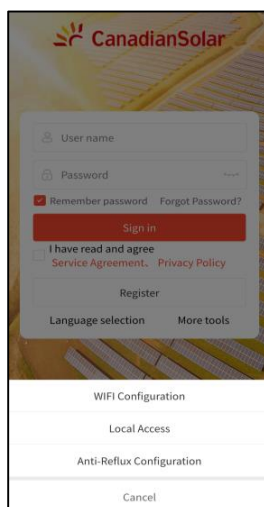 CanadianSolar
User name
Password
Remember password Forgot Password?
Sign in
I have read and agree
Service Agreement、 Privacy Policy
Register
Language selection More tools
WIFI Configuration
Local Access
Anti-Reflux Configuration
Cancel